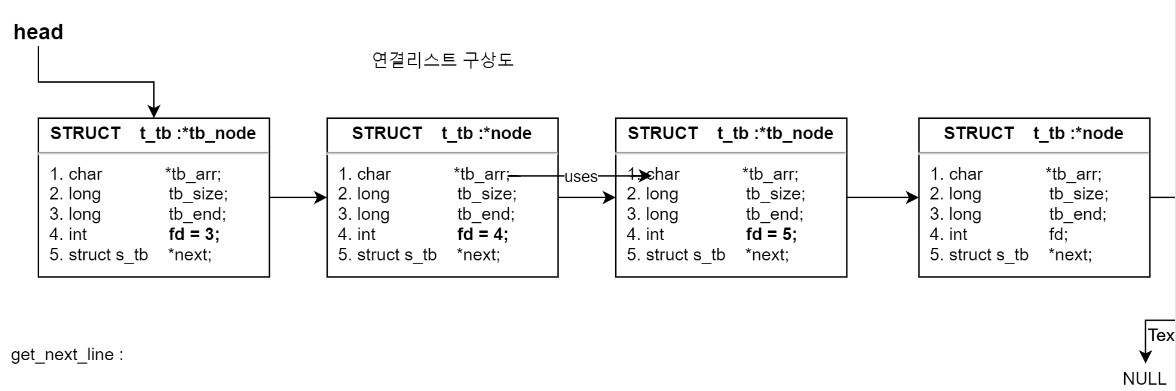 head
연결리스트 구상도
STRUCT t_tb :*tb_node
1. char *tb_arr;
2. long tb_size;
3. long tb_end;
4. int fd = 3;
5. struct s_tb *next;
STRUCT t_tb :*node
1. char *tb_arr;
2. long tb_size;
3. long tb_end;
4. int fd = 4;
5. struct s_tb *next;
uses
STRUCT t_tb :*tb_node
1. char *tb_arr;
2. long tb_size;
3. long tb_end;
4. int fd = 5;
5. struct s_tb *next;
STRUCT t_tb :*node
1. char *tb_arr;
2. long tb_size;
3. long tb_end;
4. int fd;
5. struct s_tb *next;
get_next_line :
Tex
NULL